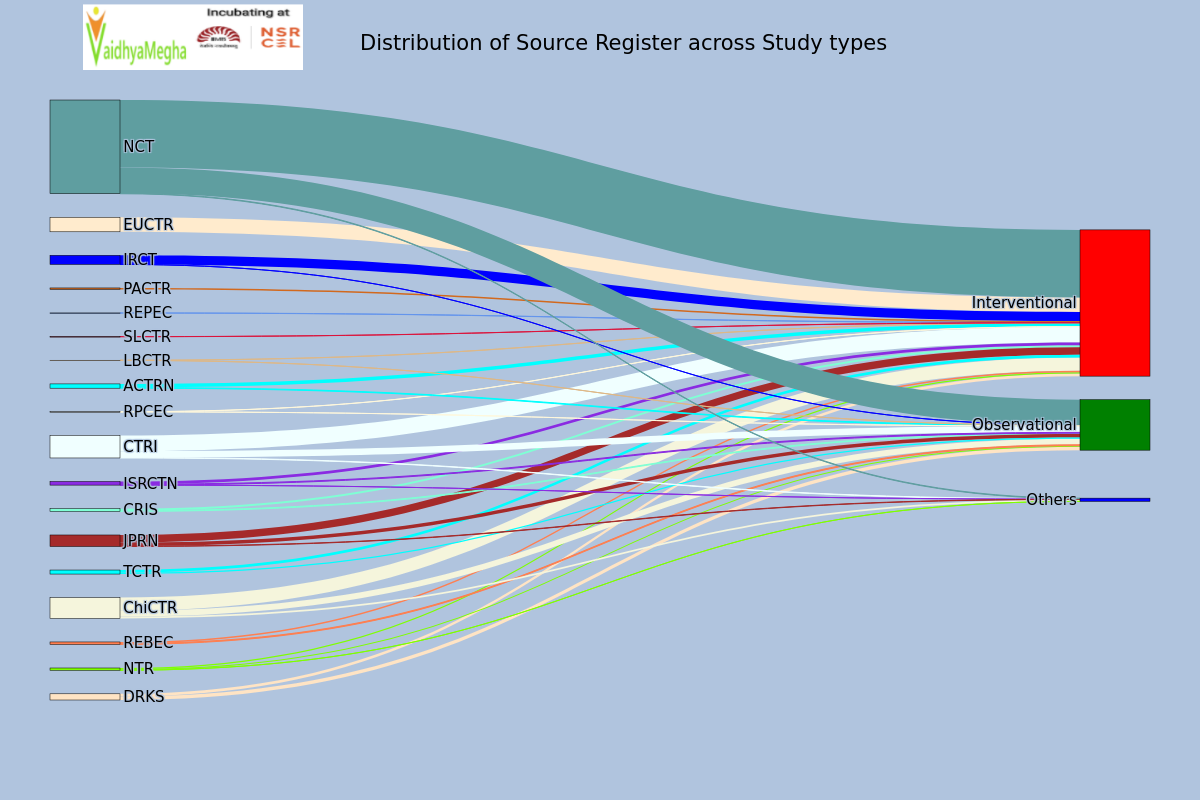 Incubating at
VaidhyaMegha
NSR
CEL
Distribution of Source Register across Study types
NCT
EUCTR
IRCT
PACTR
REPEC
SLCTR
LBCTR
ACTRN
RPCEC
CTRI
ISRCTN
CRIS
JPRN
TCTR
ChiCTR
REBEC
NTR
DRKS
Interventional
Observational
Others